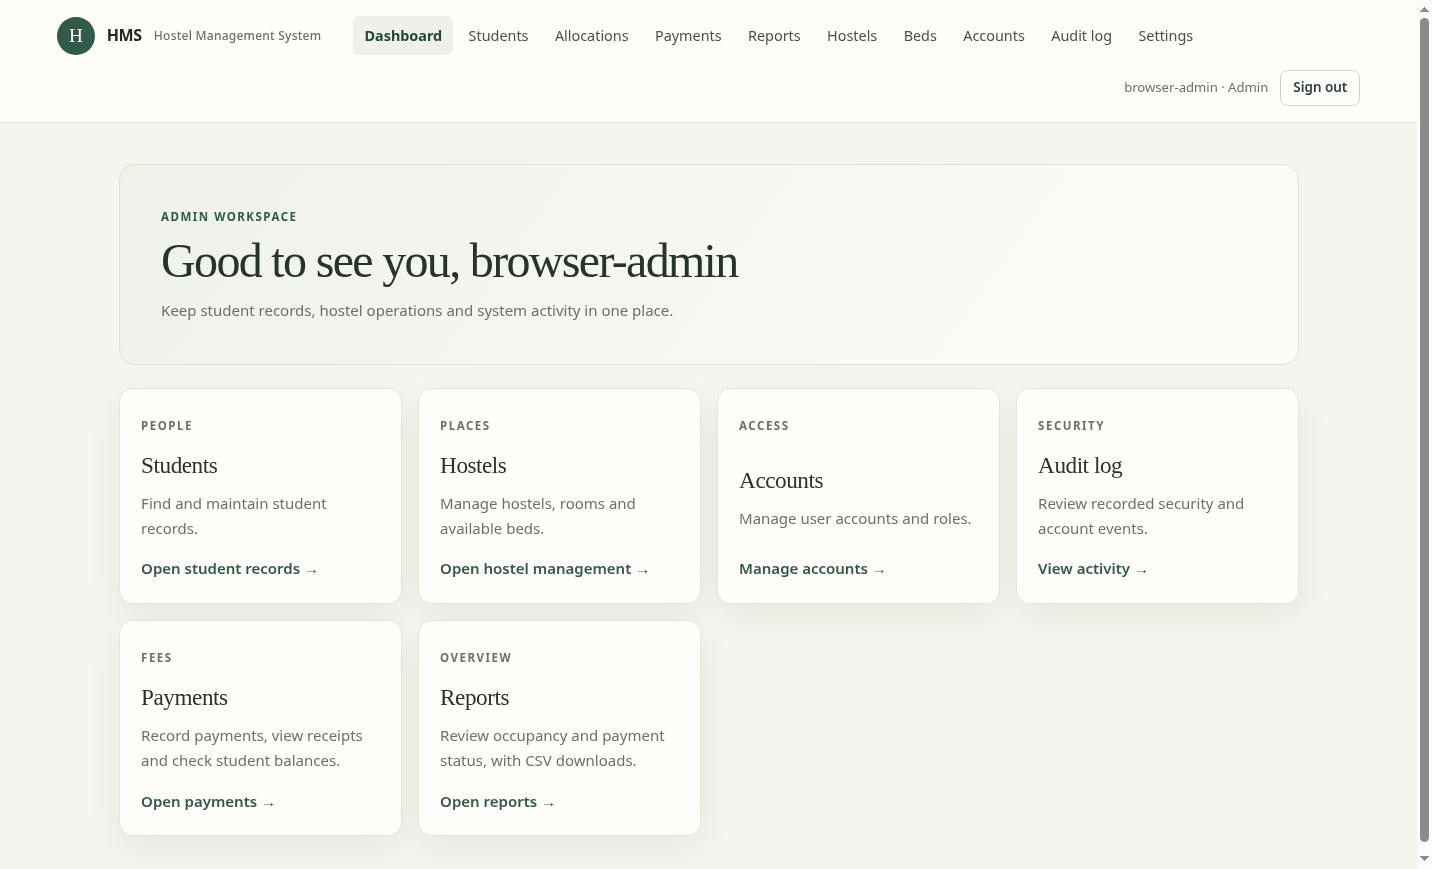 H HMS Hostel Management System Dashboard Students Allocations Payments Reports Hostels Beds Accounts Audit log Settings
browser-admin · Admin Sign out
ADMIN WORKSPACE
Good to see you, browser-admin
Keep student records, hostel operations and system activity in one place.
PEOPLE
Students
Find and maintain student
records.
Open student records →
PLACES
Hostels
Manage hostels, rooms and
available beds.
Open hostel management →
ACCESS
Accounts
Manage user accounts and roles.
Manage accounts →
SECURITY
Audit log
Review recorded security and
account events.
View activity →
FEES
Payments
Record payments, view receipts
and check student balances.
Open payments →
OVERVIEW
Reports
Review occupancy and payment
status, with CSV downloads.
Open reports →